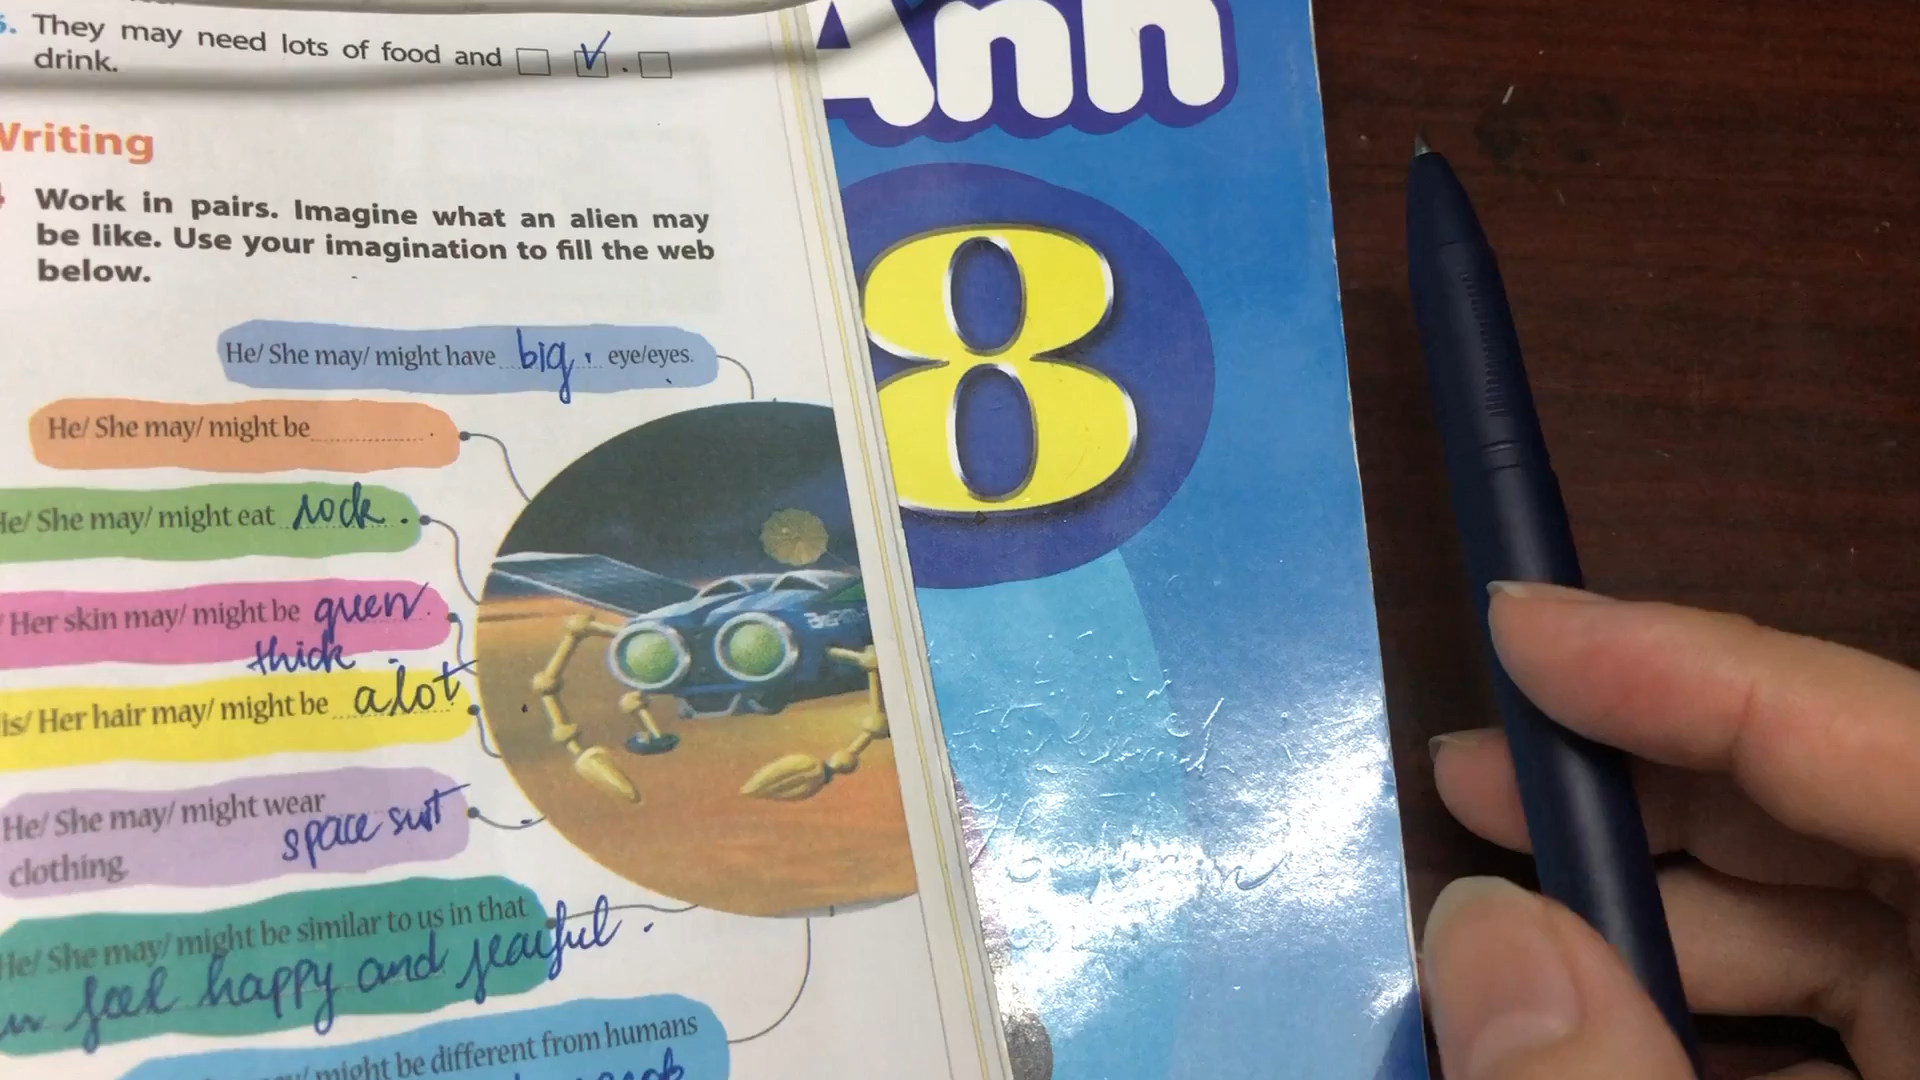 5. They may need lots of food and
drink.
Writing
Work in pairs. Imagine what an alien may
be like. Use your imagination to fill the web
below.
He/ She may/ might have big eye/eyes.
He/ She may/ might be
He/ She may/ might eat rock.
Her skin may/ might be green
thick
is/ Her hair may/ might be a lot
He/ She may/ might wear
space suit
clothing.
He/ She may/ might be similar to us in that
feel happy and fearful.
might be different from humans
Anh
8